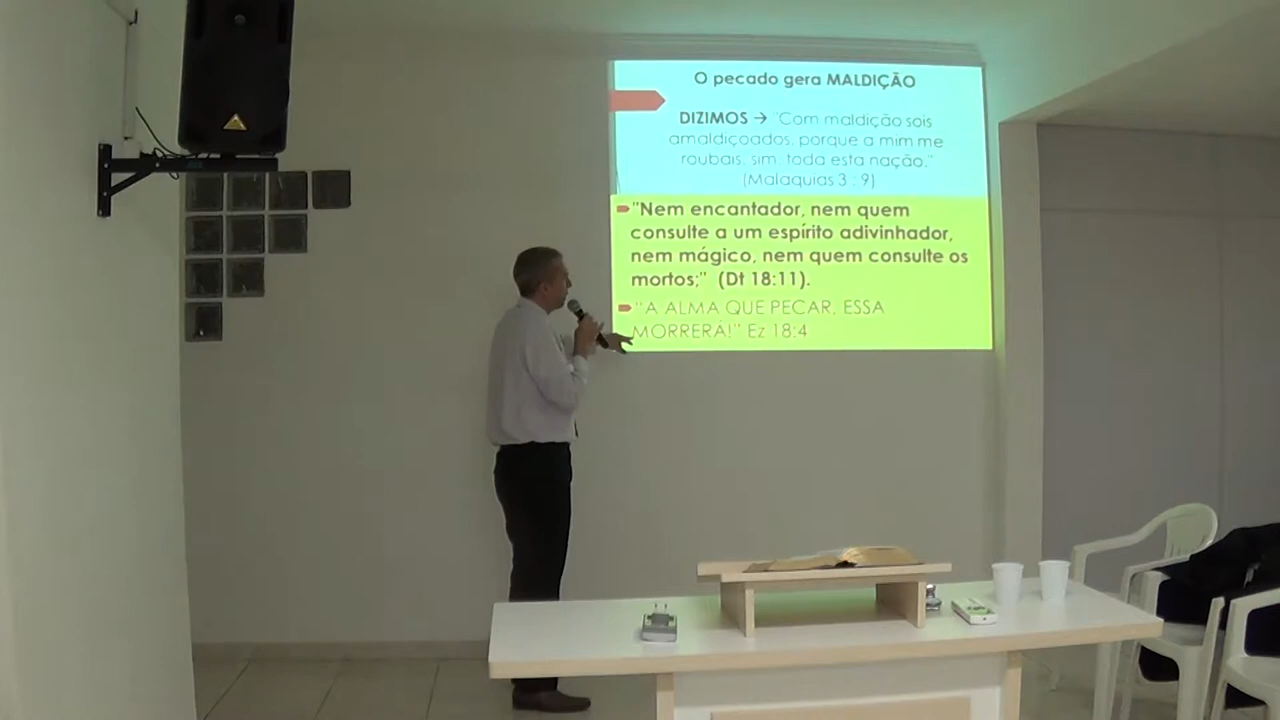 O pecado gera MALDIÇÃO
DIZIMOS → "Com maldição sois
amaldiçoados, porque a mim me
roubais, sim, toda esta nação."
(Malaquias 3 : 9)
"Nem encantador, nem quem
consulte a um espírito adivinhador,
nem mágico, nem quem consulte os
mortos;" (Dt 18:11).
"A ALMA QUE PECAR, ESSA
MORRERÁ!" Ez 18:4